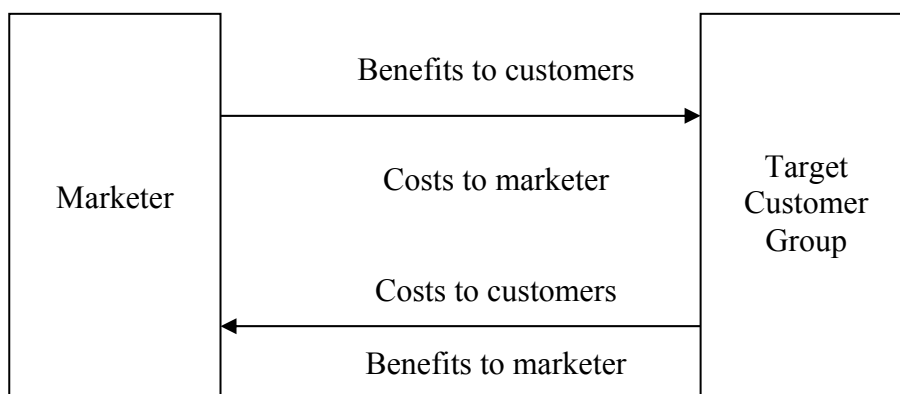 Benefits to customers
Marketer
Costs to marketer
Target
Customer
Group
Costs to customers
Benefits to marketer